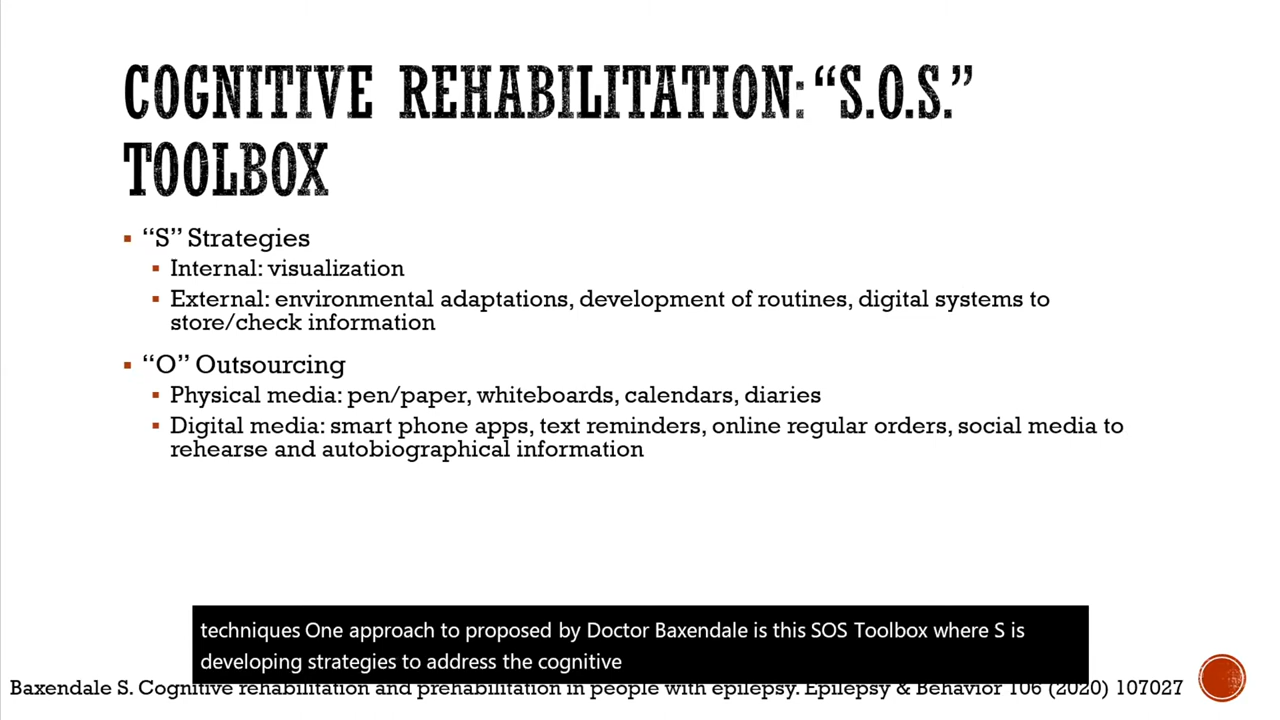 COGNITIVE REHABILITATION: “S.O.S.”
TOOLBOX
“S” Strategies
Internal: visualization
External: environmental adaptations, development of routines, digital systems to
store/check information
“O” Outsourcing
Physical media: pen/paper, whiteboards, calendars, diaries
Digital media: smart phone apps, text reminders, online regular orders, social media to
rehearse and autobiographical information
techniques One approach to proposed by Doctor Baxendale is this SOS Toolbox where S is
developing strategies to address the cognitive
Baxendale S. Cognitive rehabilitation and prehabilitation in people with epilepsy. Epilepsy & Behavior 106 (2020) 107027